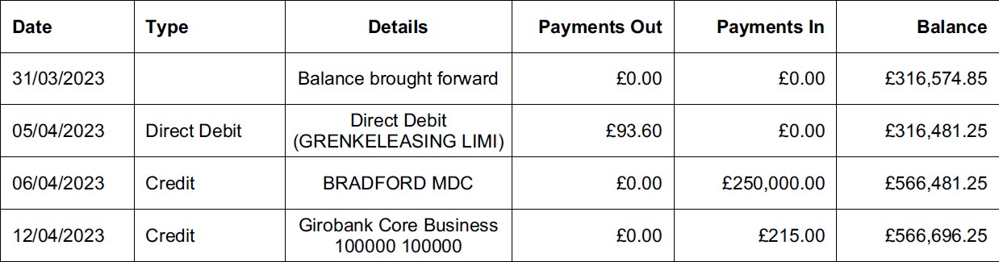 Date Type Details Payments Out Payments In Balance
31/03/2023 Balance brought forward £0.00 £0.00 £316,574.85
05/04/2023 Direct Debit Direct Debit
(GRENKELEASING LIMI) £93.60 £0.00 £316,481.25
06/04/2023 Credit BRADFORD MDC £0.00 £250,000.00 £566,481.25
12/04/2023 Credit Girobank Core Business
100000 100000 £0.00 £215.00 £566,696.25